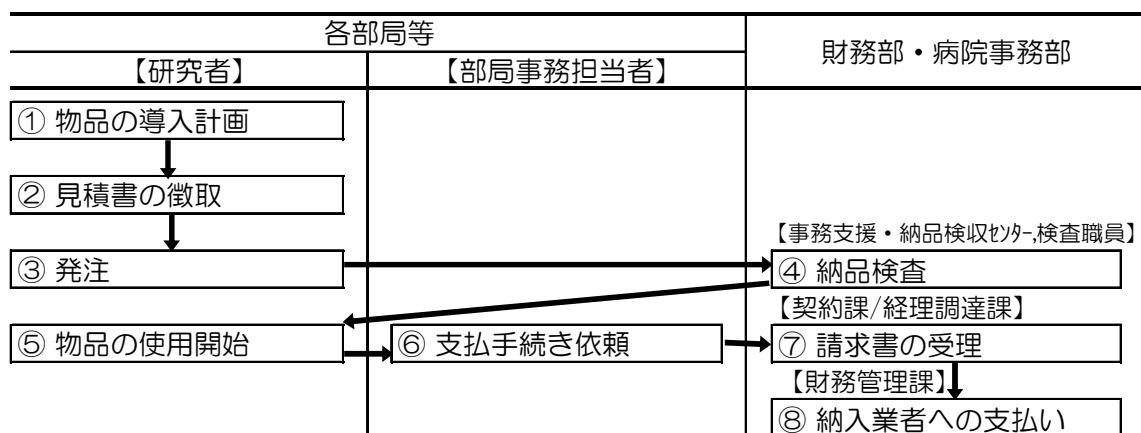 各部局等
財務部・病院事務部
【研究者】
【部局事務担当者】
① 物品の導入計画
② 見積書の徴取
【事務支援・納品検収ｾﾝﾀｰ,検査職員】
③ 発注
④ 納品検査
【契約課/経理調達課】
⑤ 物品の使用開始
⑥ 支払手続き依頼
⑦ 請求書の受理
【財務管理課】
⑧ 納入業者への支払い